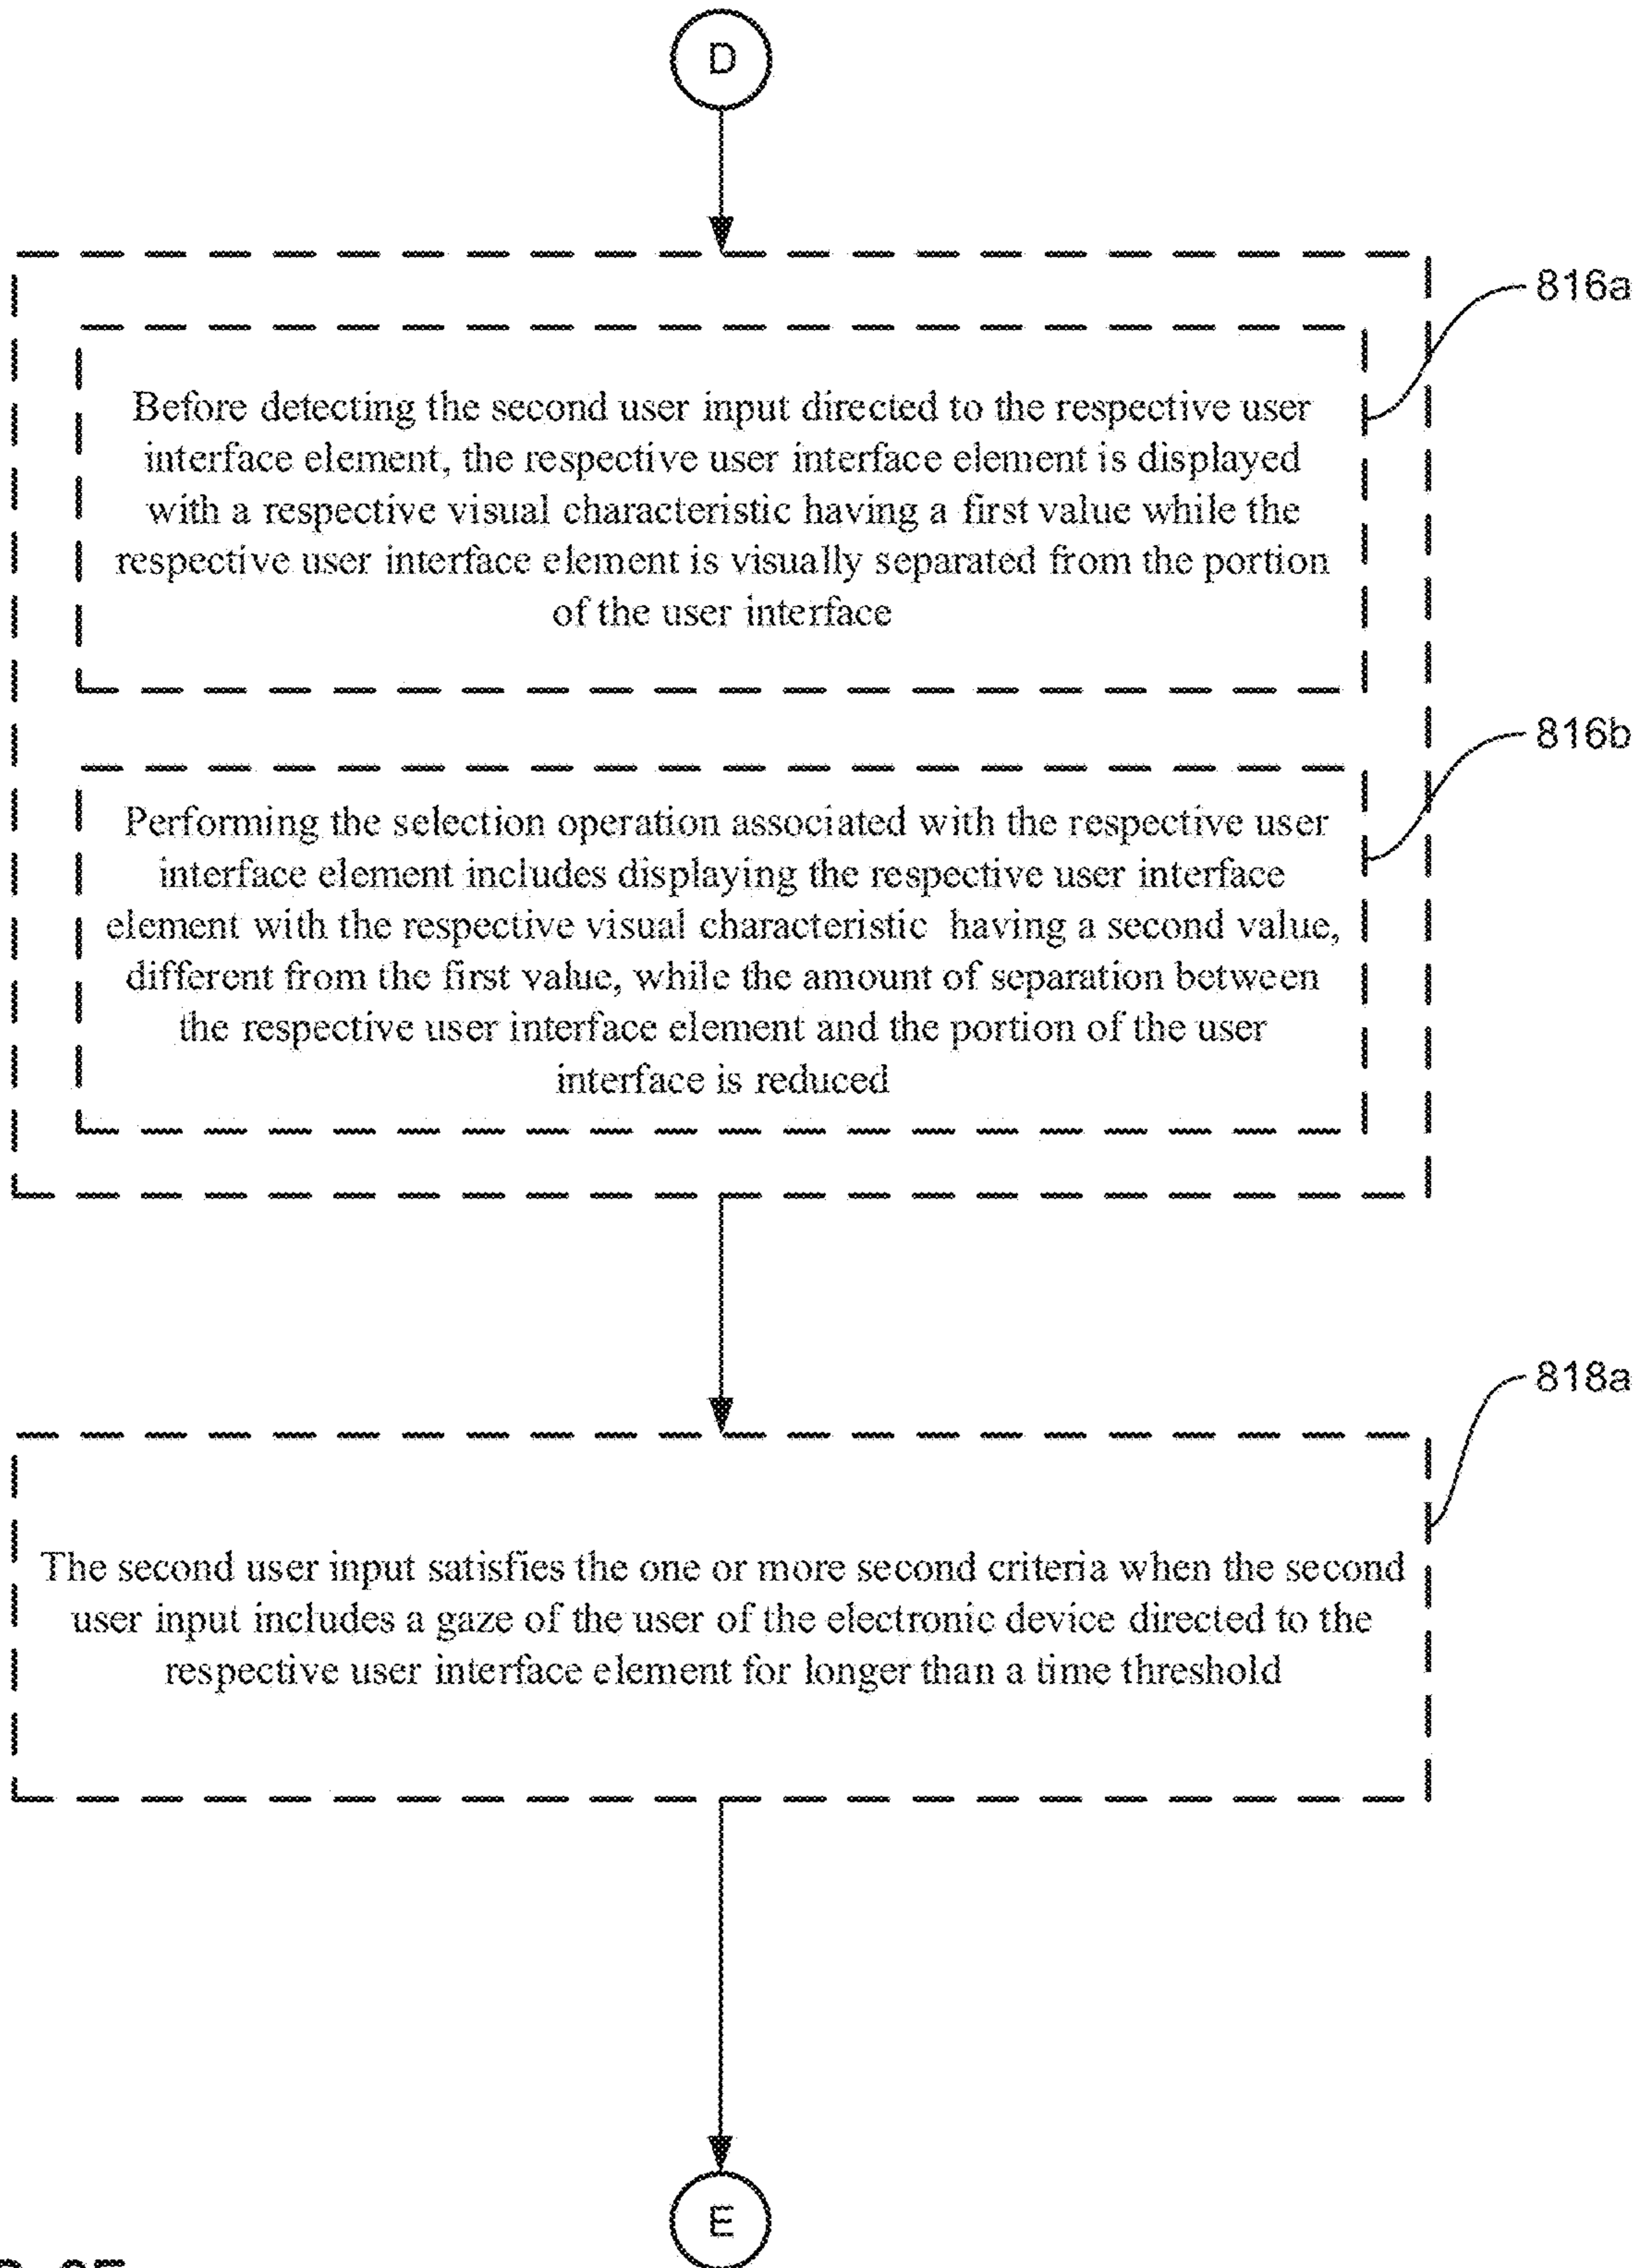 D
816a
Before detecting the second user input directed to the respective user
interface element, the respective user interface element is displayed
with a respective visual characteristic having a first value while the
respective user interface element is visually separated from the portion
of the user interface
816b
Performing the selection operation associated with the respective user
interface element includes displaying the respective user interface
element with the respective visual characteristic having a second value,
different from the first value, while the amount of separation between
the respective user interface element and the portion of the user
interface is reduced
818a
The second user input satisfies the one or more second criteria when the second
user input includes a gaze of the user of the electronic device directed to the
respective user interface element for longer than a time threshold
E